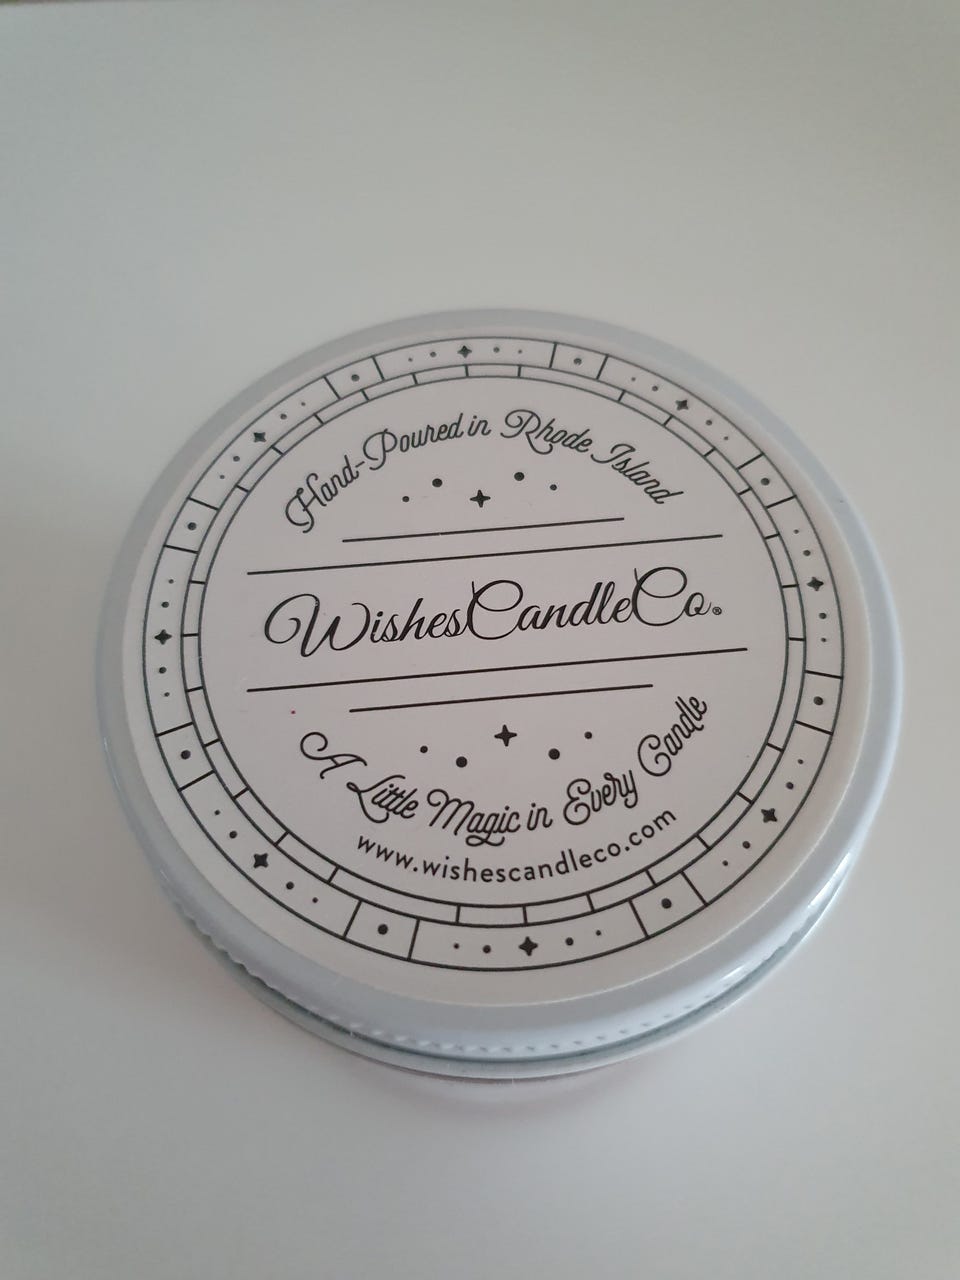 Hand-Poured in Rhode Island
WishesCandleCo®
A Little Magic in Every Candle
www.wishescandleco.com